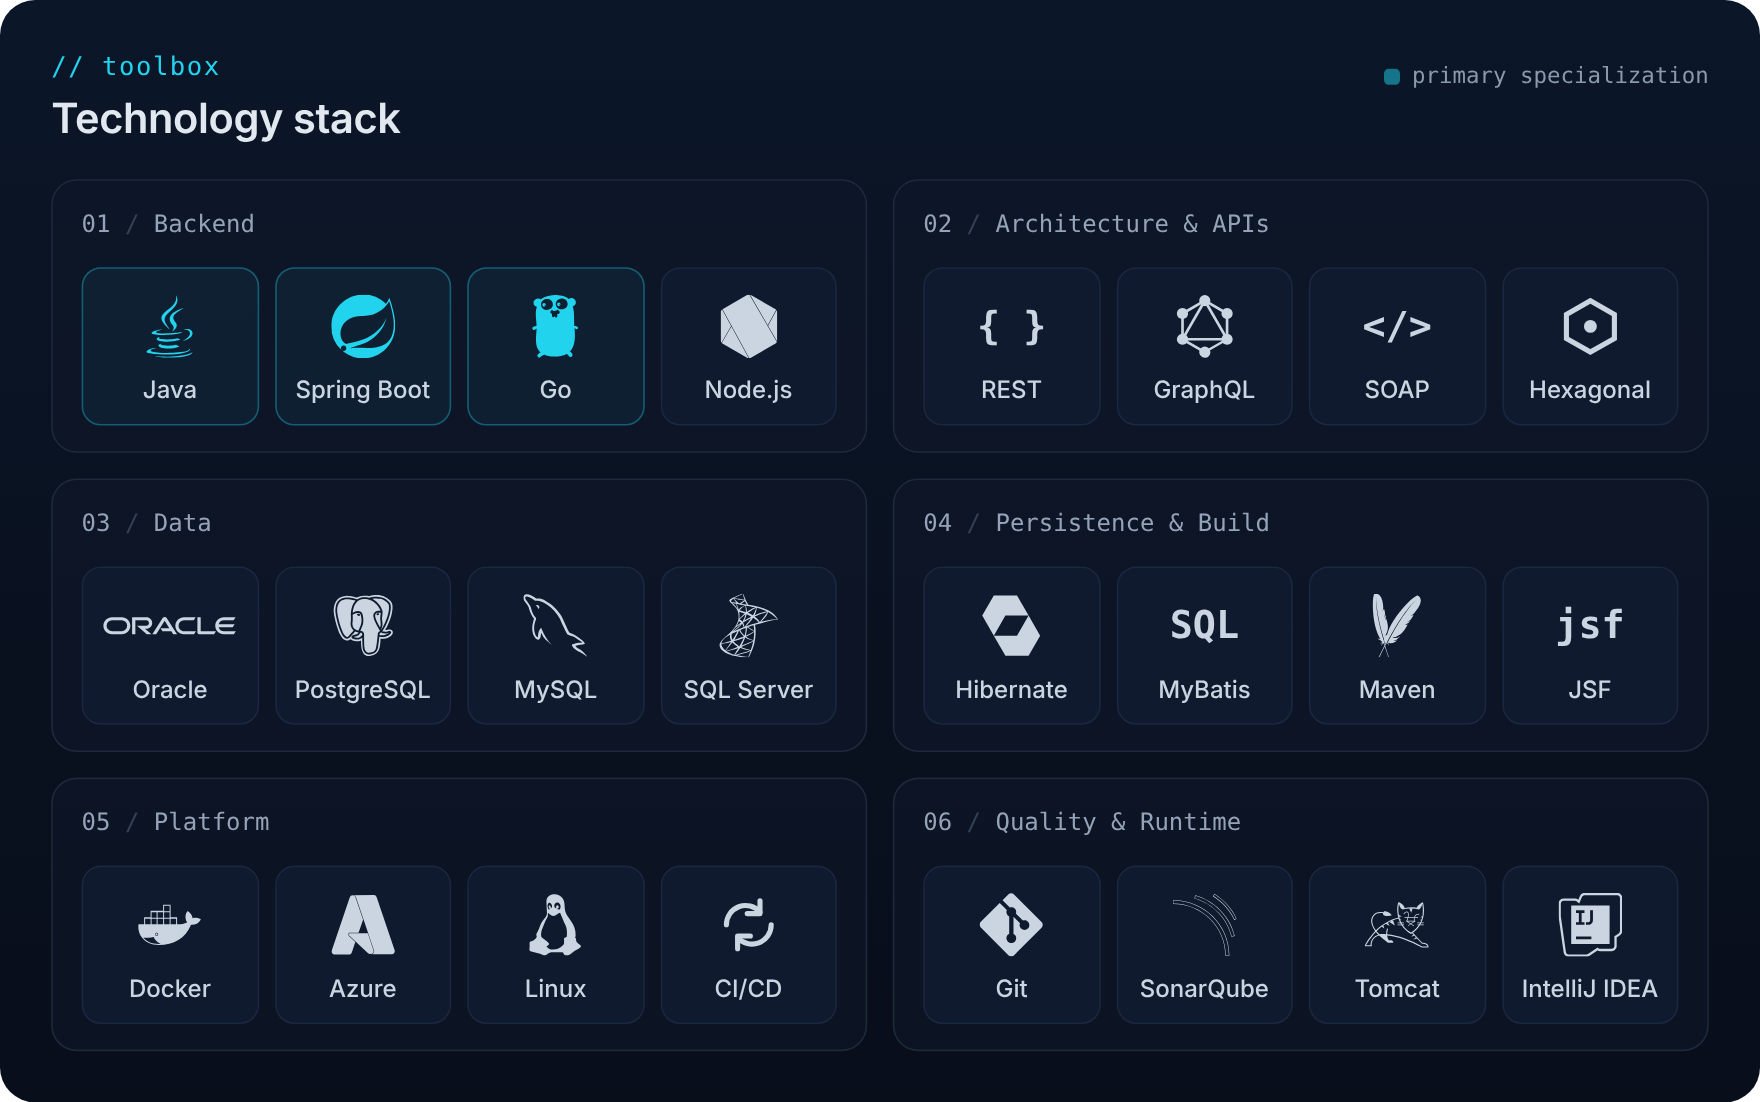 // toolbox
Technology stack
primary specialization
01 / Backend
Java
Spring Boot
Go
Node.js
02 / Architecture & APIs
{ }
REST
GraphQL
</>
SOAP
Hexagonal
03 / Data
ORACLE
Oracle
PostgreSQL
MySQL
SQL Server
04 / Persistence & Build
Hibernate
SQL
MyBatis
Maven
jsf
JSF
05 / Platform
Docker
Azure
Linux
CI/CD
06 / Quality & Runtime
Git
SonarQube
Tomcat
IJ
IntelliJ IDEA